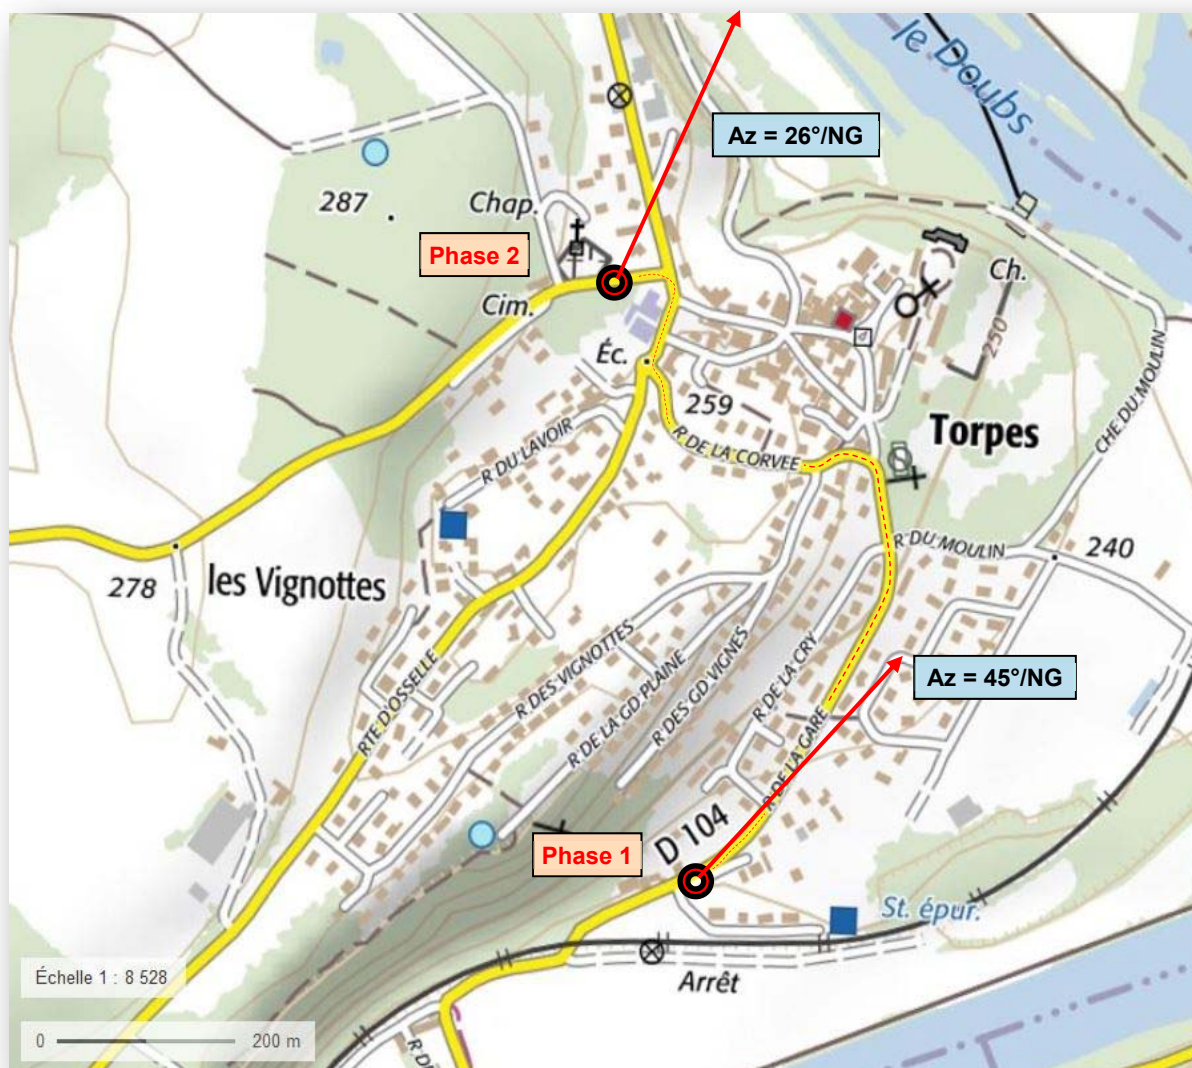 le Doubs
Az = 26°/NG
287
Chap.
Phase 2
Cim.
Ch.
250
Éc.
259
Torpes
CHE DU MOULIN
R DU LAVOIR
R DE LA CORVEE
R DU MOULIN
240
278
les Vignottes
RTE D'OSSELLE
R DES VIGNOTTES
R DE LA GD PLAINE
R DES GD VIGNES
R DE LA CRY
R DE LA GARE
Az = 45°/NG
D 104
Phase 1
St. épur.
Arrêt
Échelle 1 : 8 528
0 200 m